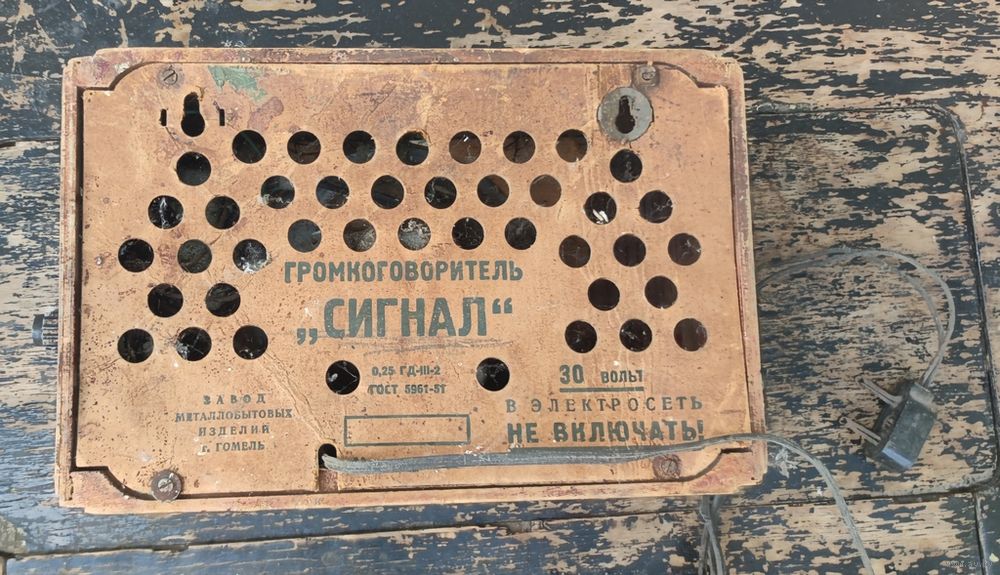 ГРОМКОГОВОРИТЕЛЬ
„СИГНАЛ“
0,25 ГД-III-2
ГОСТ 5961-51
ЗАВОД
МЕТАЛЛОБЫТОВЫХ
ИЗДЕЛИЙ
г. ГОМЕЛЬ
30 ВОЛЬТ
В ЭЛЕКТРОСЕТЬ
НЕ ВКЛЮЧАТЬ!